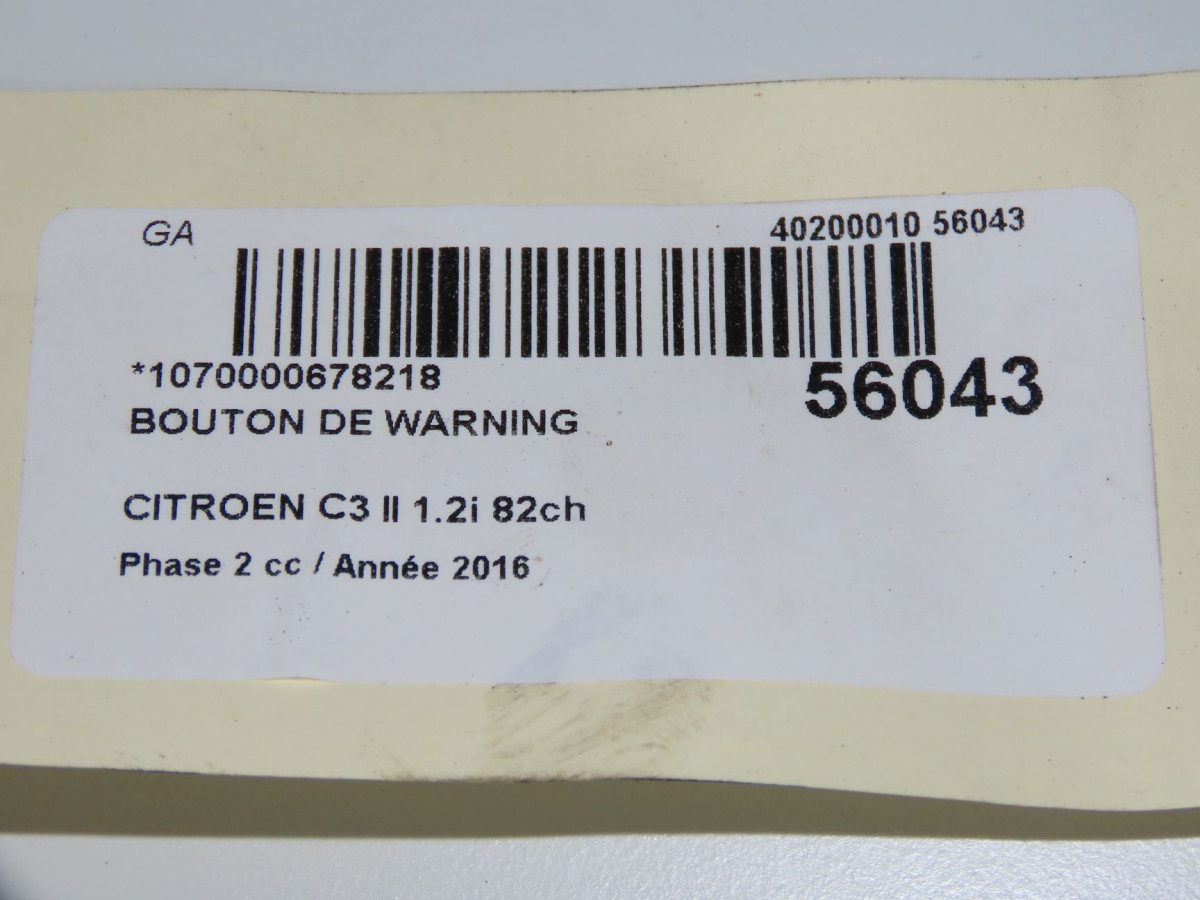 GA
40200010 56043
*1070000678218
56043
BOUTON DE WARNING
CITROEN C3 II 1.2i 82ch
Phase 2 cc / Année 2016